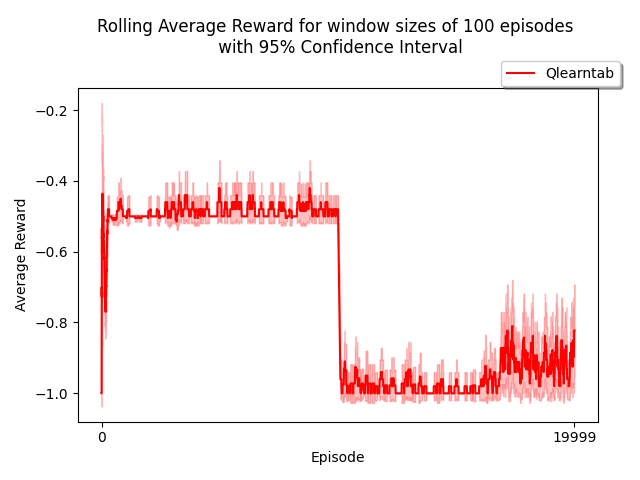 Rolling Average Reward for window sizes of 100 episodes
with 95% Confidence Interval
Qlearntab
Average Reward
−0.2
−0.4
−0.6
−0.8
−1.0
0
19999
Episode